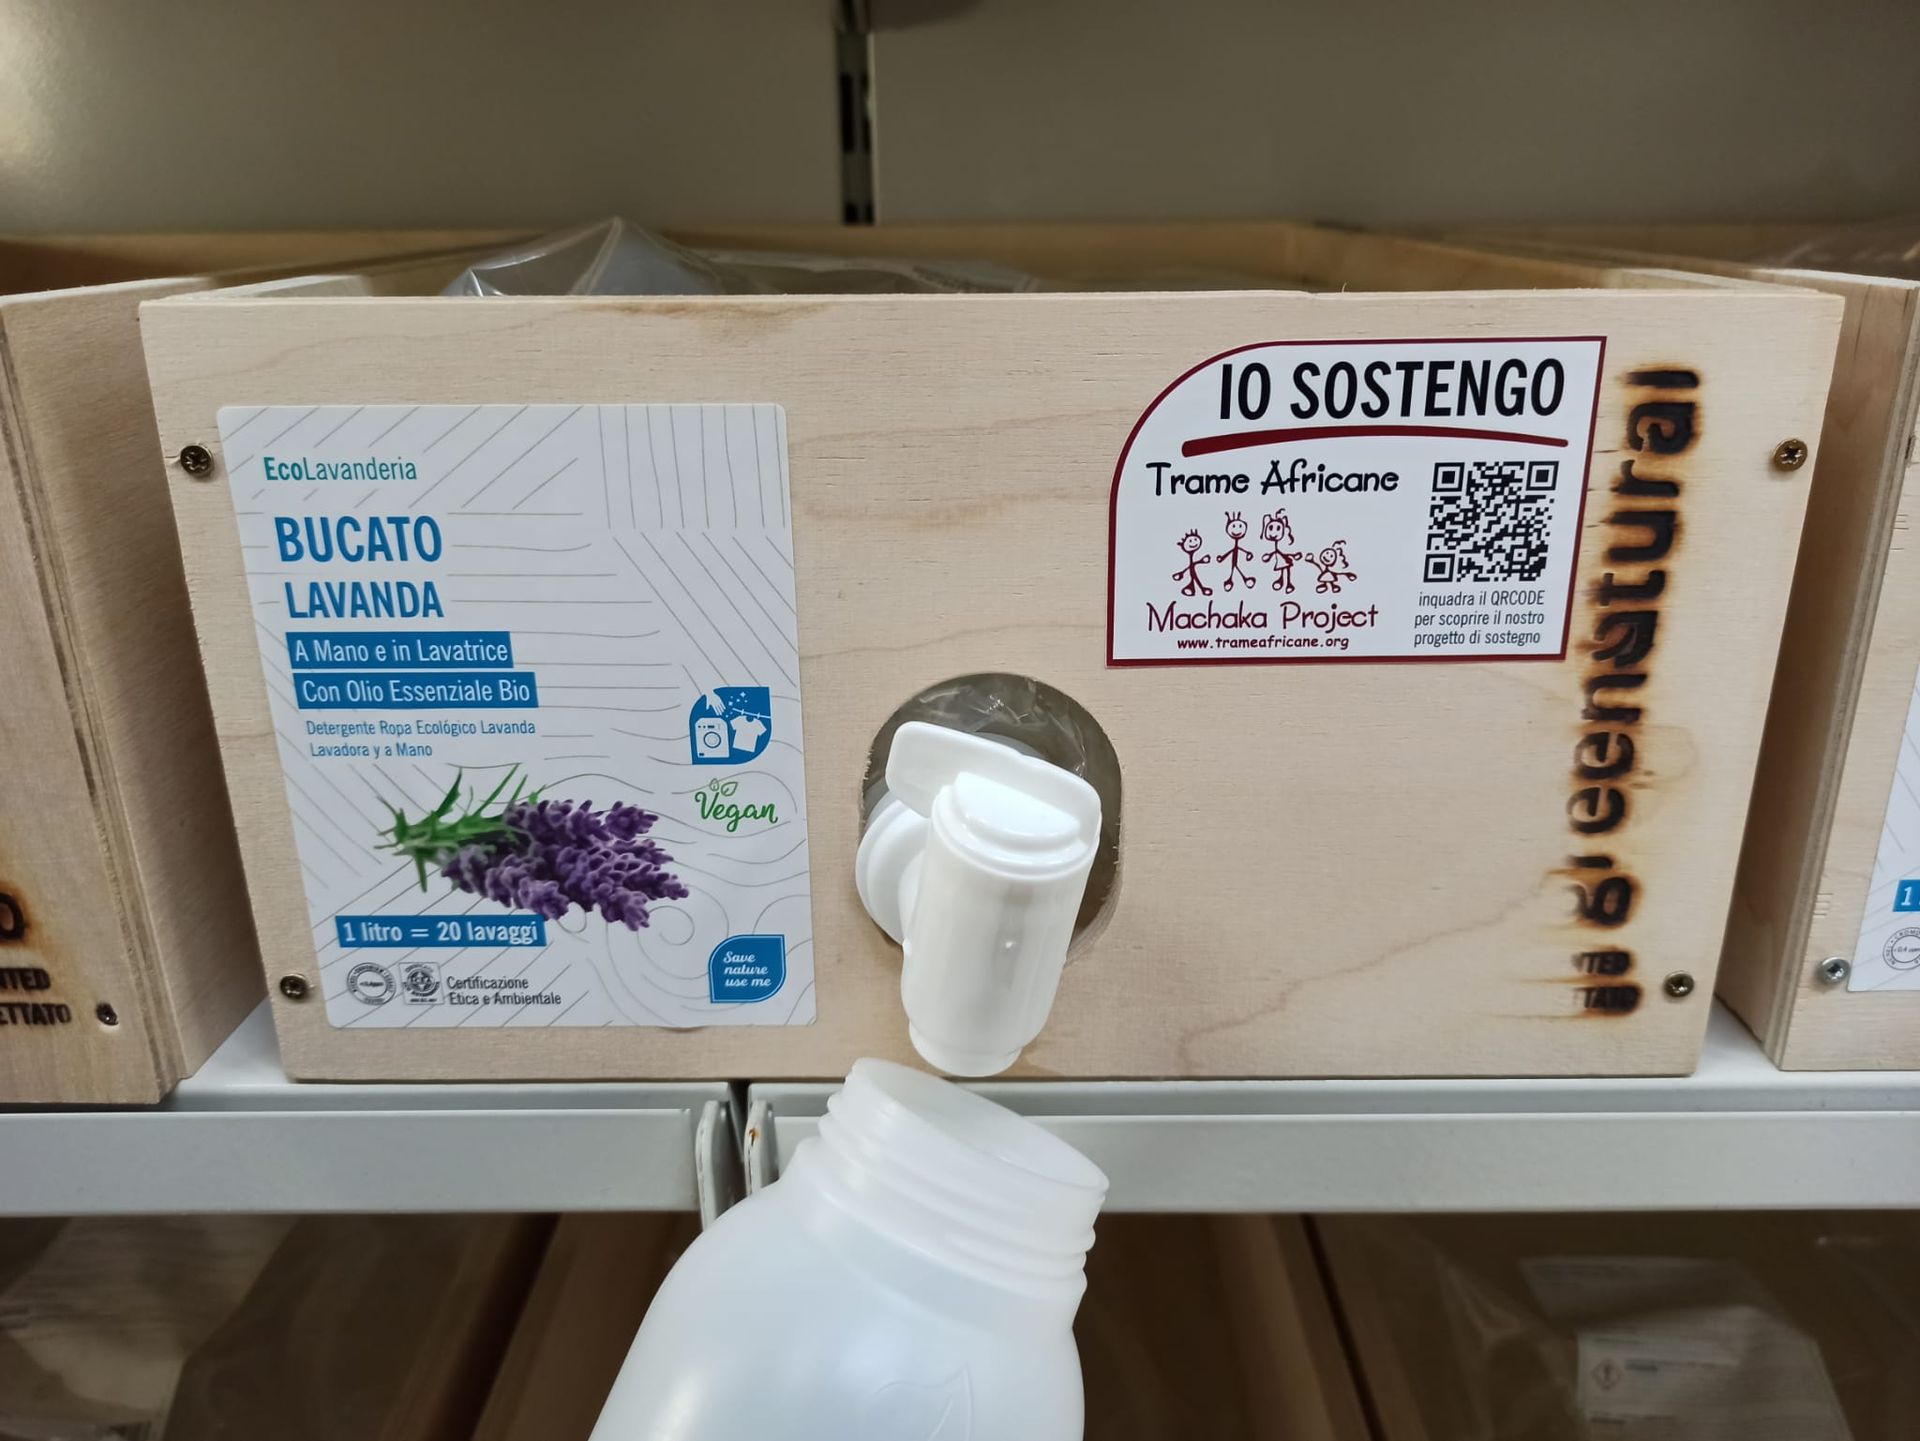 EcoLavanderia
BUCATO
LAVANDA
A Mano e in Lavatrice
Con Olio Essenziale Bio
Detergente Ropa Ecológico Lavanda
Lavadora y a Mano
Vegan
1 litro = 20 lavaggi
Certificazione
Etica e Ambientale
Save
nature
use me
IO SOSTENGO
Trame Africane
Machaka Project
www.trameafricane.org
inquadra il QRCODE
per scoprire il nostro
progetto di sostegno
greenatural